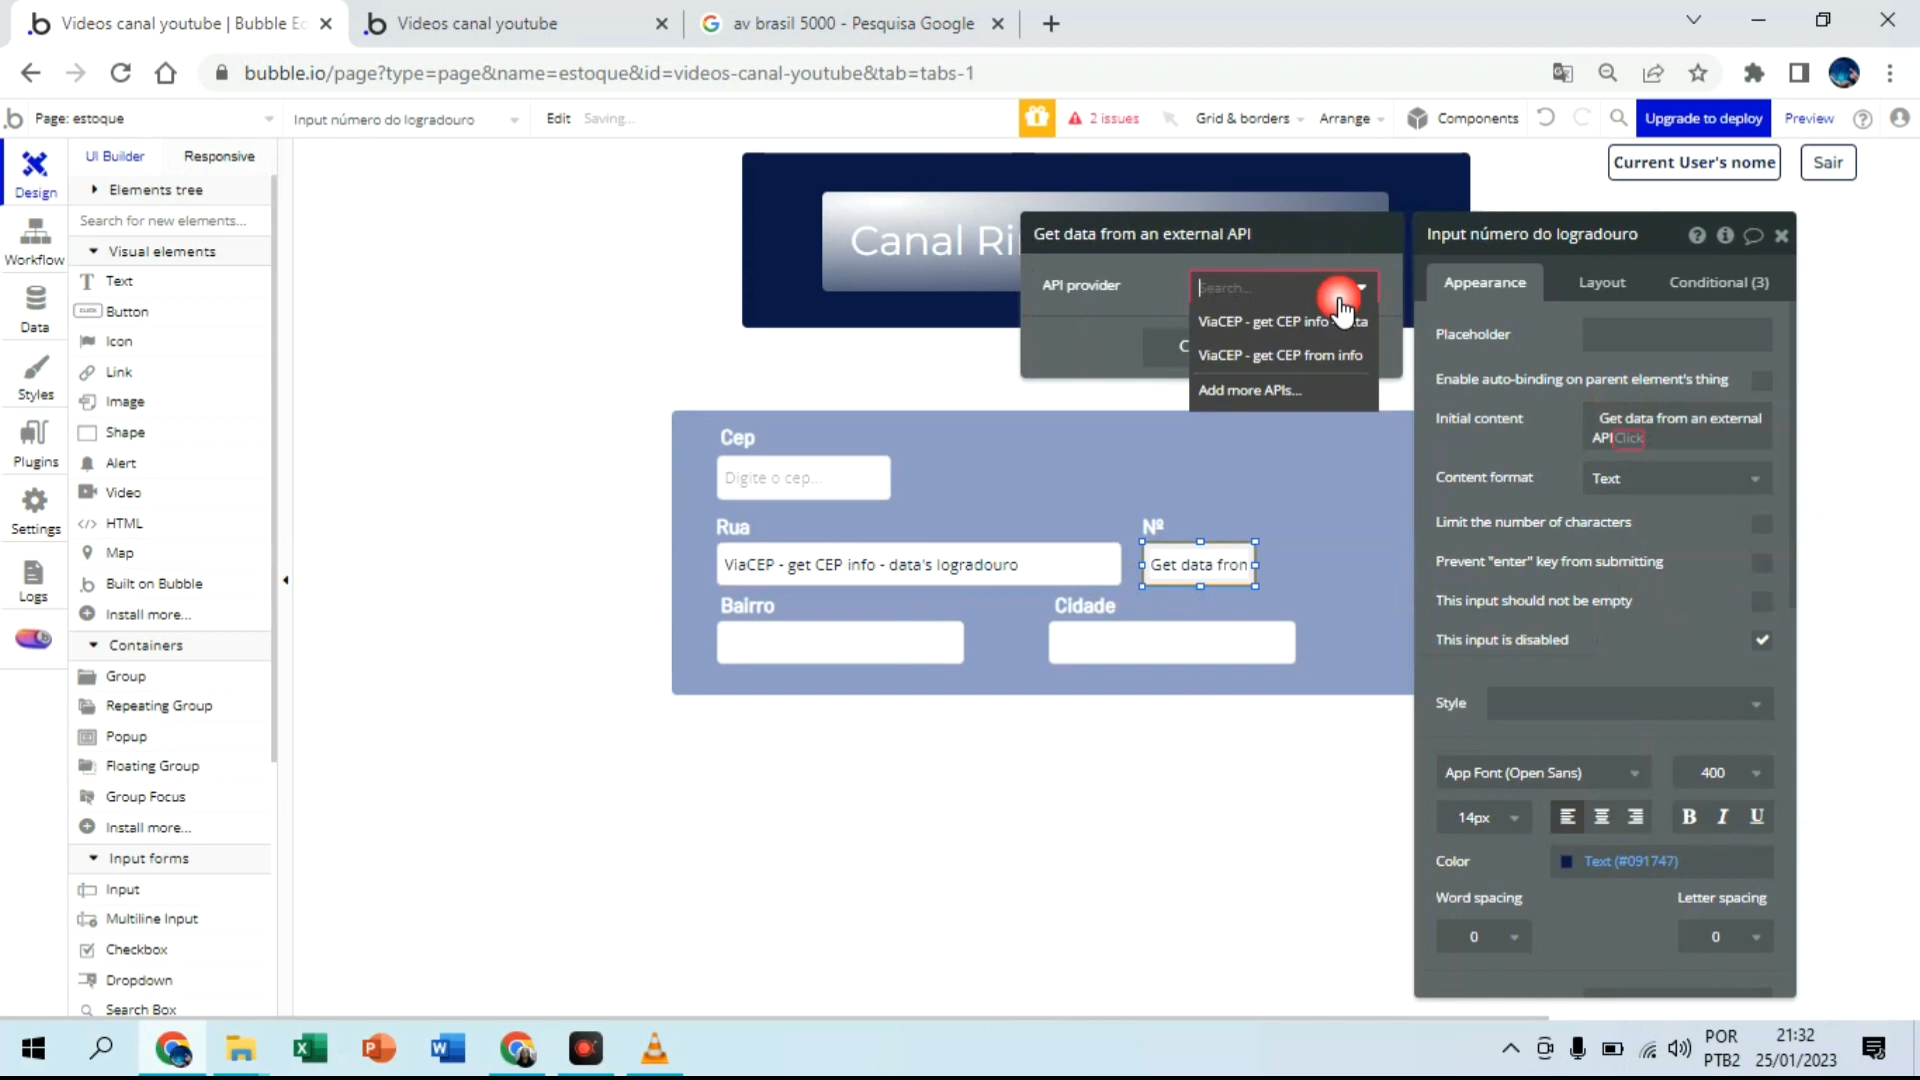 Videos canal youtube | Bubble Ed
Videos canal youtube
av brasil 5000 - Pesquisa Google
bubble.io/page?type=page&name=estoque&id=videos-canal-youtube&tab=tabs-1
Page: estoque
Input número do logradouro
Edit
Saving...
2 issues
Grid & borders
Arrange
Components
Upgrade to deploy
Preview
UI Builder
Responsive
Design
Workflow
Data
Styles
Plugins
Settings
Logs
Elements tree
Search for new elements...
Visual elements
Text
Button
Icon
Link
Image
Shape
Alert
Video
HTML
Map
Built on Bubble
Install more...
Containers
Group
Repeating Group
Popup
Floating Group
Group Focus
Install more...
Input forms
Input
Multiline Input
Checkbox
Dropdown
Search Box
Current User's nome
Sair
Canal Ri
Get data from an external API
API provider
Search...
ViaCEP - get CEP info
ViaCEP - get CEP from info
Add more APIs...
Cep
Digite o cep...
Rua
Nº
ViaCEP - get CEP info - data's logradouro
Get data fron
Bairro
Cidade
Input número do logradouro
Appearance
Layout
Conditional (3)
Placeholder
Enable auto-binding on parent element's thing
Initial content
Get data from an external
API Click
Content format
Text
Limit the number of characters
Prevent "enter" key from submitting
This input should not be empty
This input is disabled
Style
App Font (Open Sans)
400
14px
B I U
Color
Text (#091747)
Word spacing
Letter spacing
0
0
POR
PTB2
21:32
25/01/2023